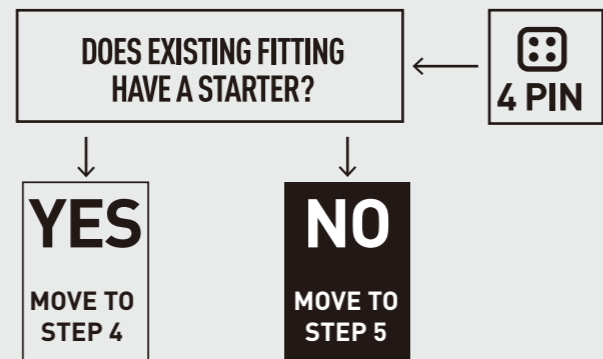 DOES EXISTING FITTING
HAVE A STARTER?
4 PIN
YES
MOVE TO
STEP 4
NO
MOVE TO
STEP 5